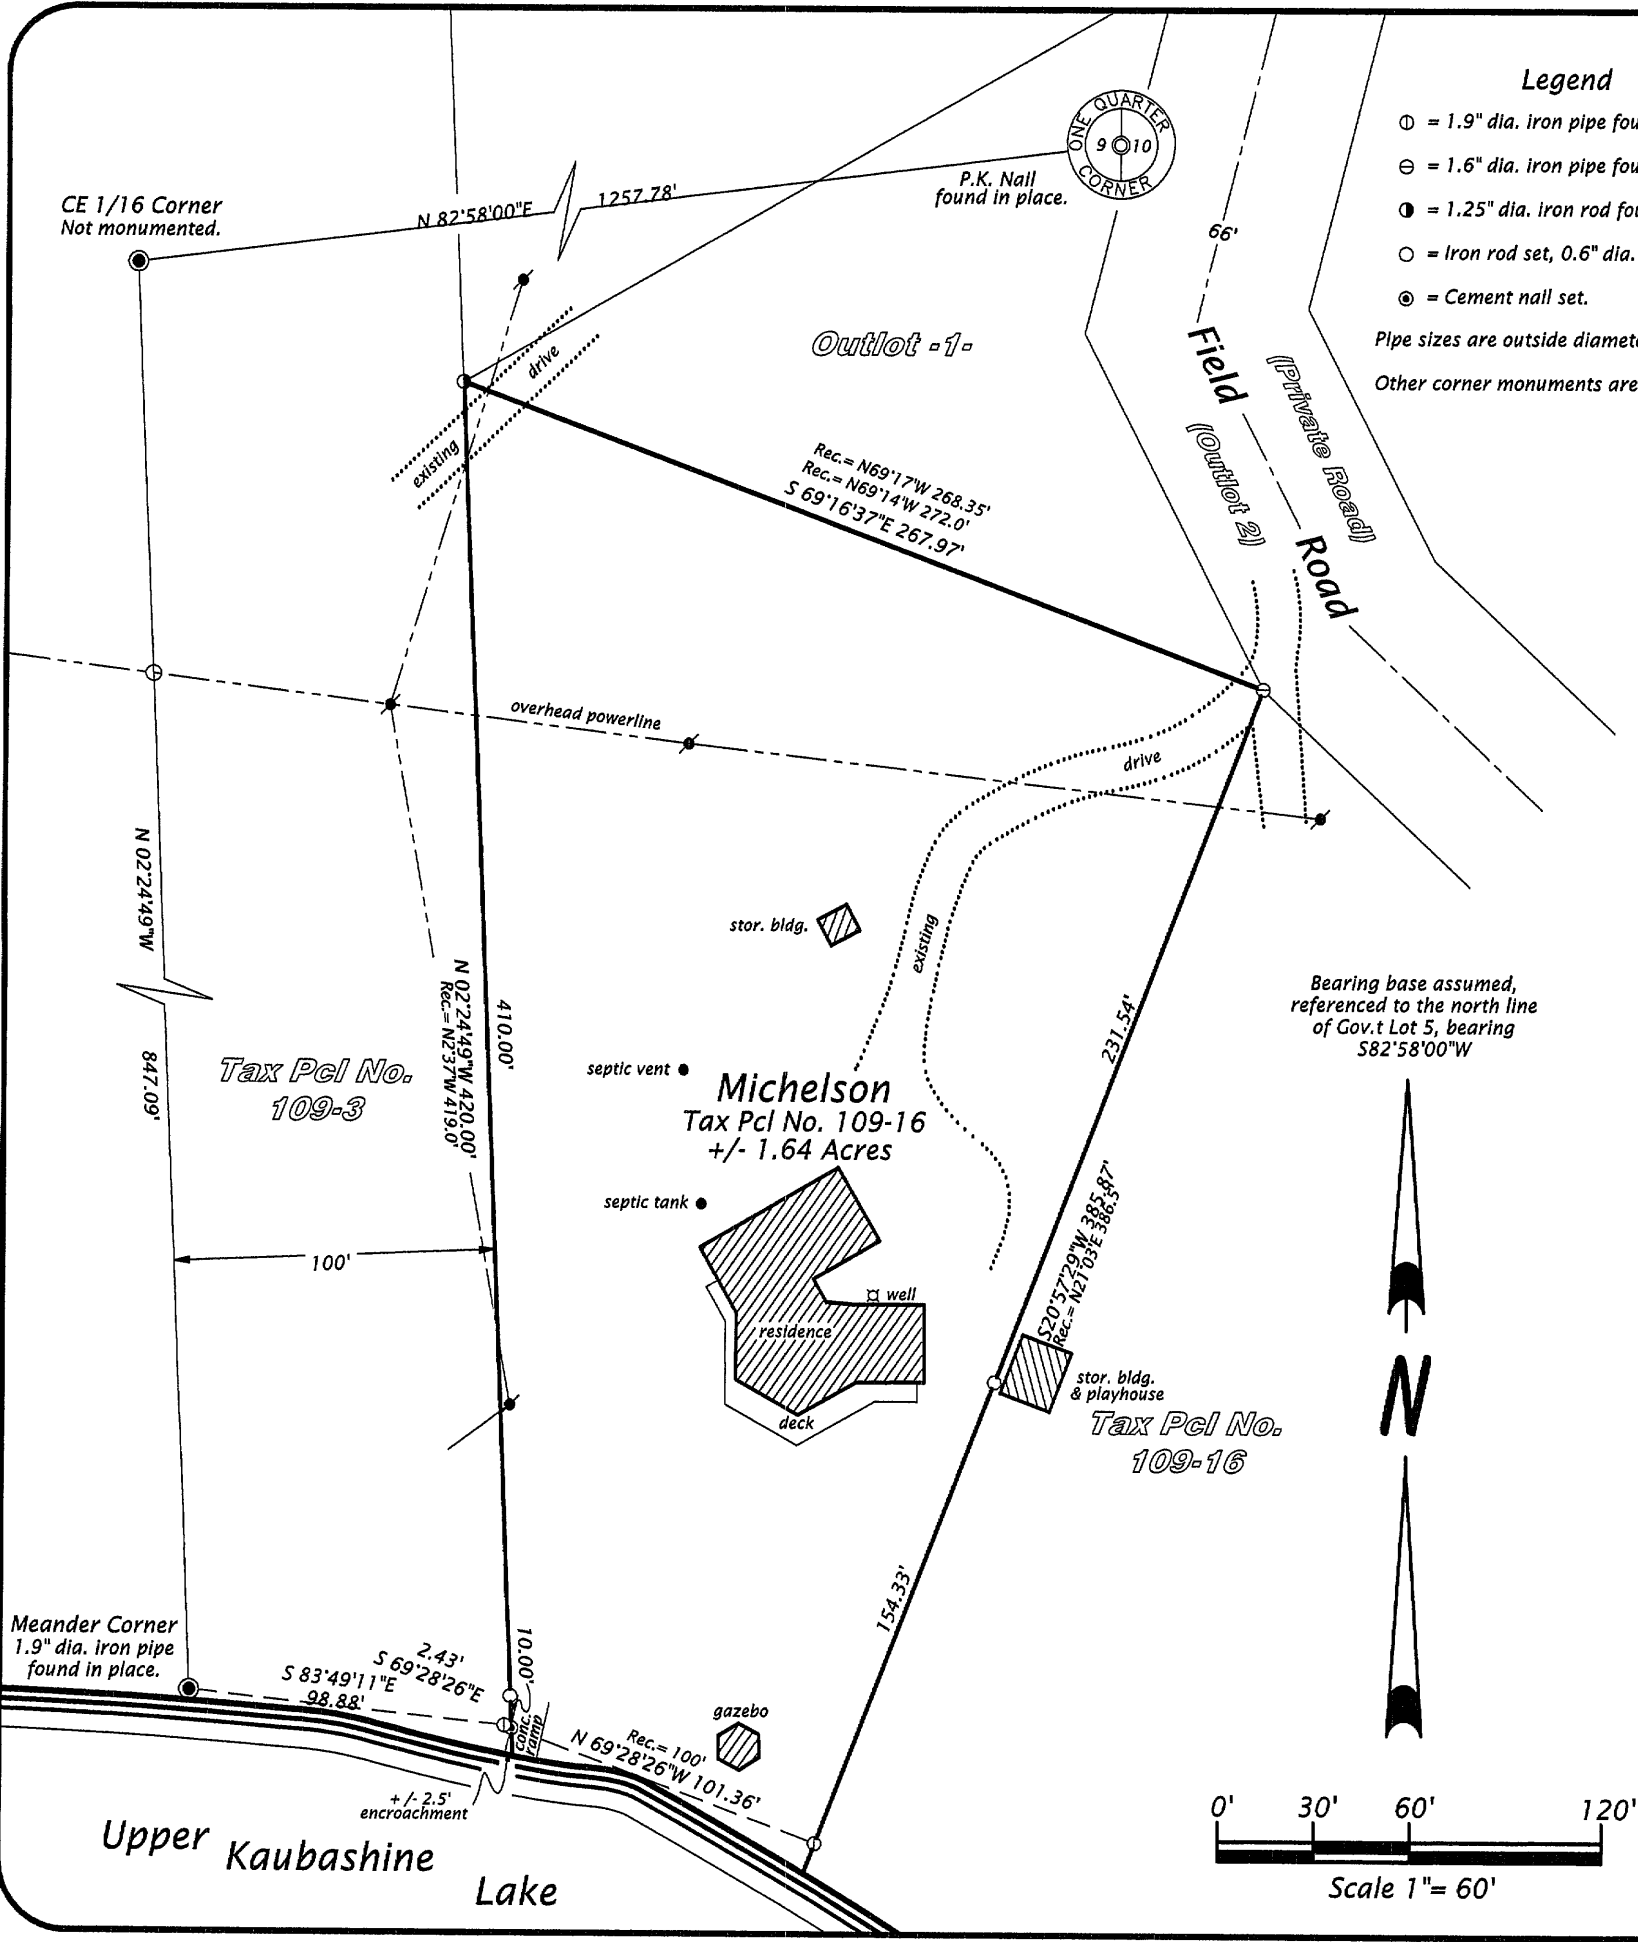 Legend
= 1.9" dia. iron pipe fou
= 1.6" dia. iron pipe fou
= 1.25" dia. iron rod fou
= Iron rod set, 0.6" dia.
= Cement nail set.
Pipe sizes are outside diamete
Other corner monuments are
ONE QUARTER
9 10
CORNER
P.K. Nail
found in place.
CE 1/16 Corner
Not monumented.
N 82°58'00"E
1257.78'
66'
Outlot -1-
drive
existing
Field
Road
(Private Road)
(Outlot 2)
Rec.= N69°17'W 268.35'
Rec.= N69°14'W 272.0'
S 69°16'37"E 267.97'
overhead powerline
drive
existing
stor. bldg.
N 02°24'49"W
847.09'
N 02°24'49"W 420.00'
Rec.= N2°37'W 419.0'
410.00'
231.54'
Bearing base assumed,
referenced to the north line
of Gov.t Lot 5, bearing
S82°58'00"W
Tax Pcl No.
109-3
septic vent
Michelson
Tax Pcl No. 109-16
+/- 1.64 Acres
septic tank
100'
well
residence
deck
S20°57'29"W 385.87'
Rec.= N21°03'E 386.5'
stor. bldg.
& playhouse
Tax Pcl No.
109-16
N
154.33'
Meander Corner
1.9" dia. iron pipe
found in place.
2.43'
S 69°28'26"E
S 83°49'11"E
98.88'
10.00'
conc.
ramp
gazebo
Rec.= 100'
N 69°28'26"W 101.36'
+/- 2.5'
encroachment
Upper Kaubashine Lake
0' 30' 60' 120'
Scale 1"= 60'